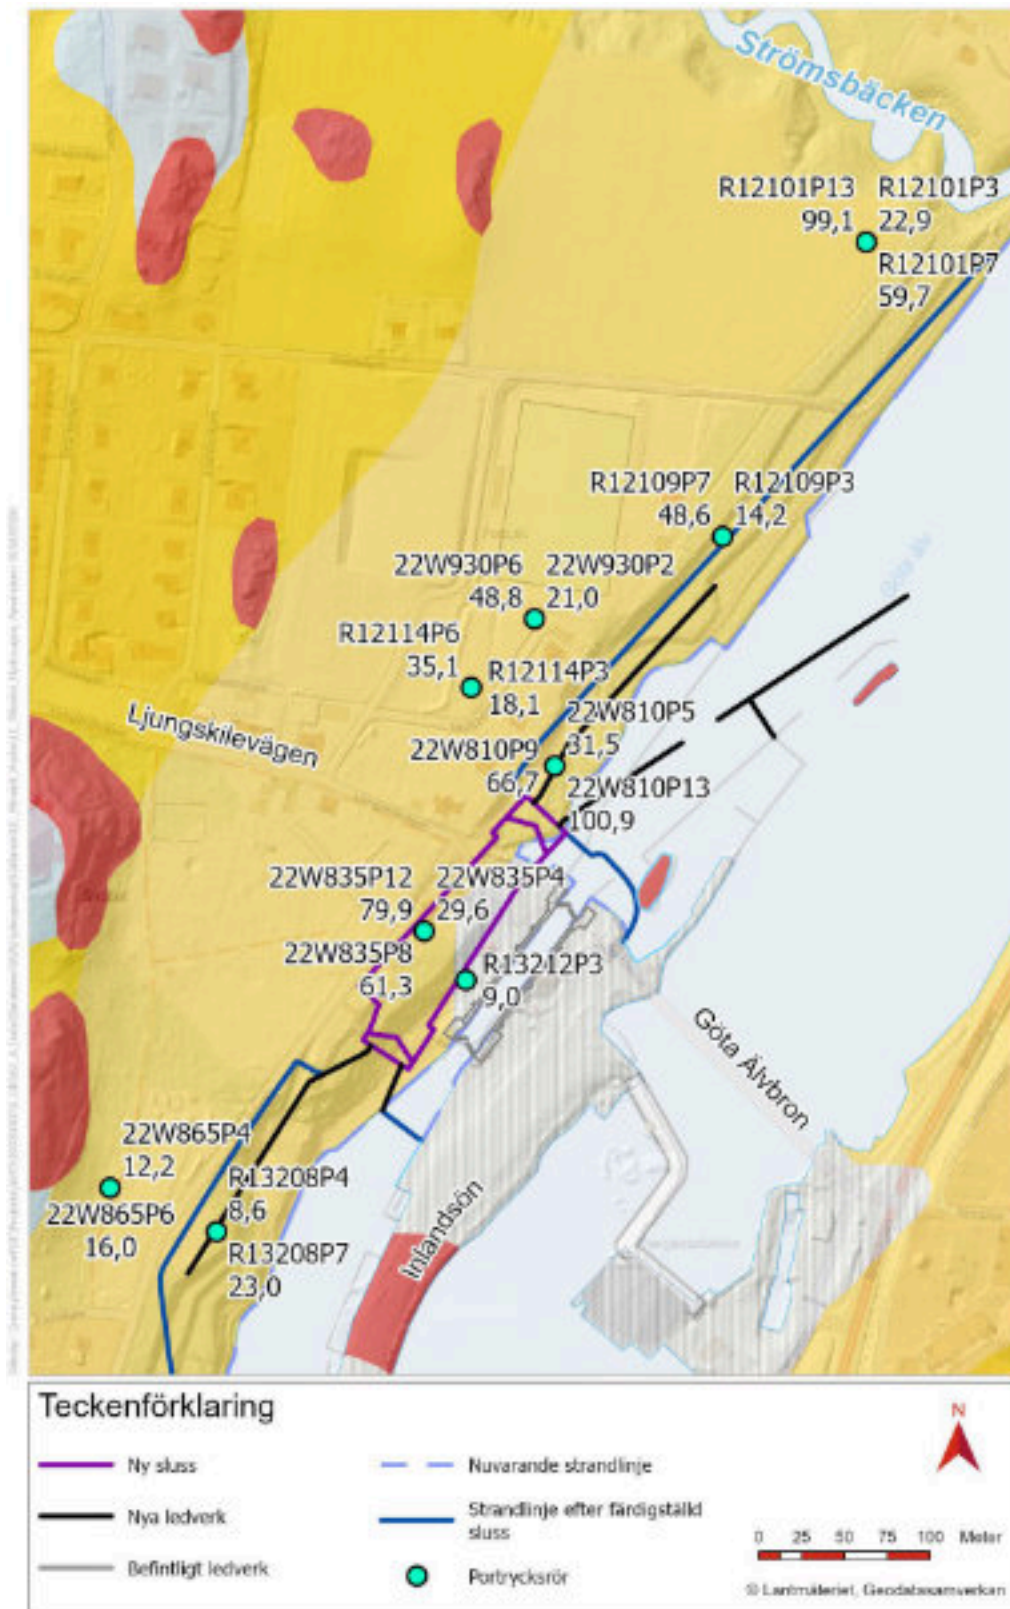 Strömsbäcken
R12101P13 R12101P3
99,1 22,9
R12101P7
59,7
R12109P7 R12109P3
48,6 14,2
22W930P6 22W930P2
48,8 21,0
R12114P6
35,1
R12114P3
18,1
Ljungskilevägen
22W810P5
31,5
22W810P9
66,7
22W810P13
100,9
22W835P12 22W835P4
79,9 29,6
22W835P8
61,3
R13212P3
9,0
Göta älv
Göta Älvbron
22W865P4
12,2
22W865P6
16,0
R13208P4
8,6
R13208P7
23,0
Inlandsön
Teckenförklaring
Ny sluss
Nya ledverk
Befintligt ledverk
Nuvarande strandlinje
Strandlinje efter färdigställd
sluss
Portrycksrör
N
0 25 50 75 100 Meter
© Lantmäteriet, Geodatasamverkan